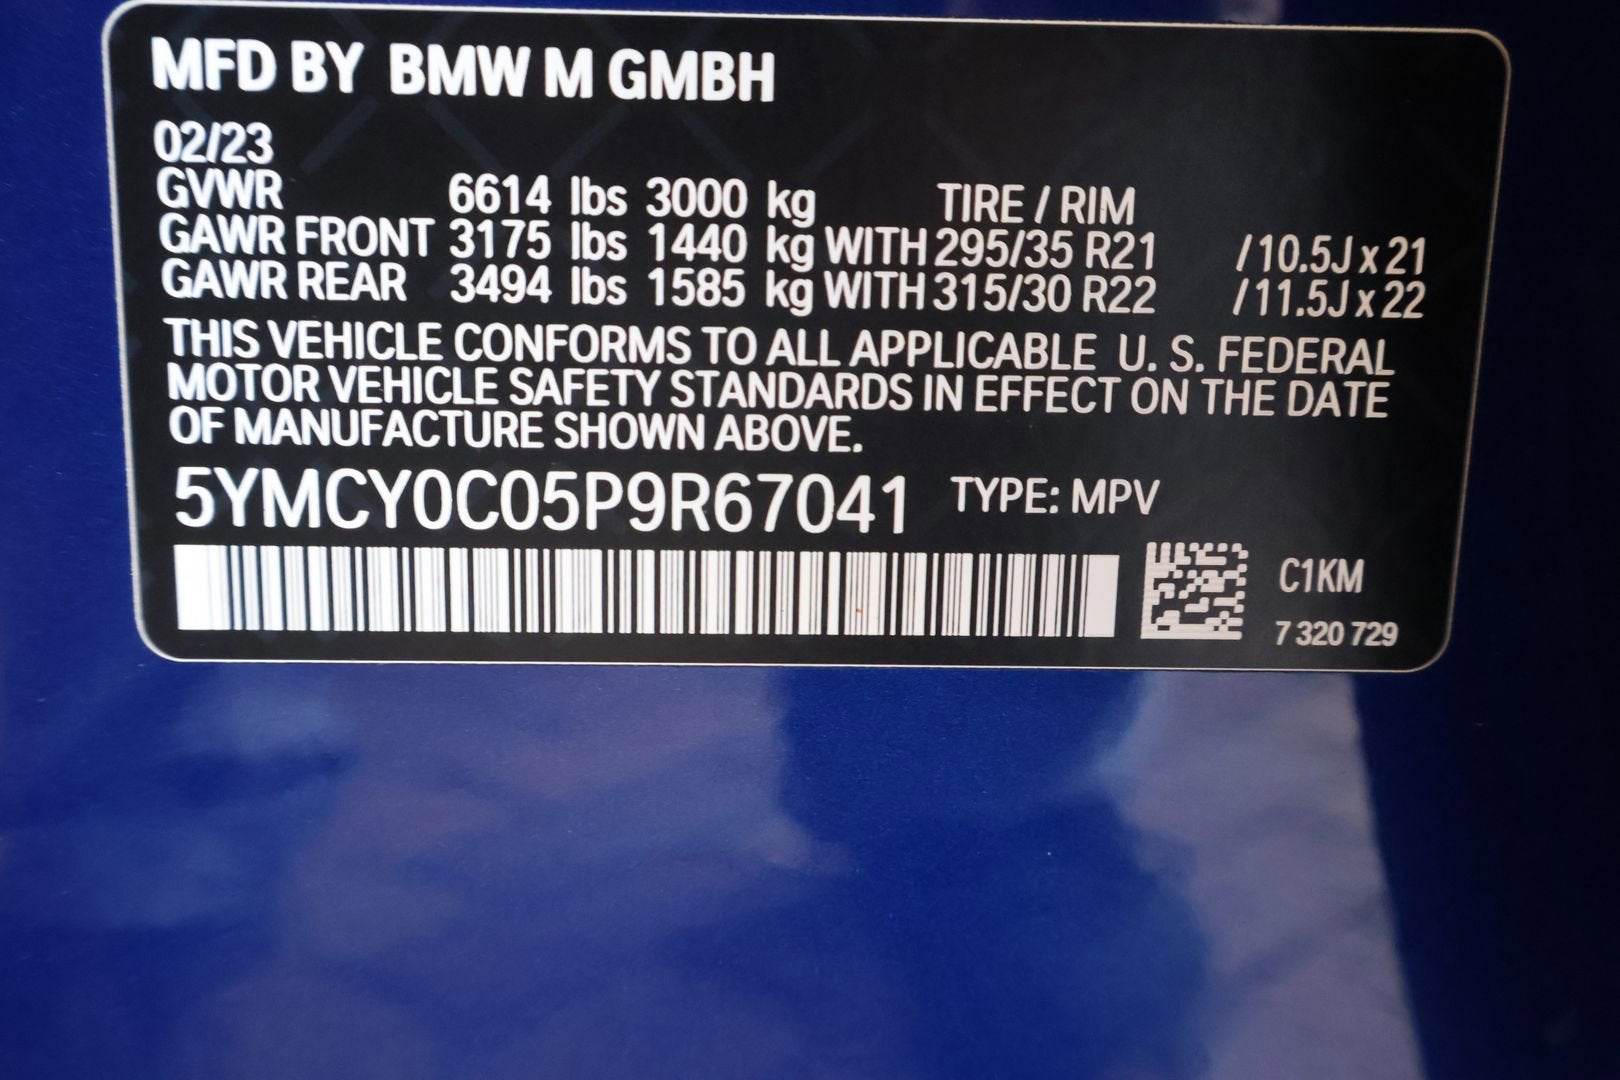 MFD BY BMW M GMBH
02/23
GVWR 6614 lbs 3000 kg TIRE / RIM
GAWR FRONT 3175 lbs 1440 kg WITH 295/35 R21 /10.5J x 21
GAWR REAR 3494 lbs 1585 kg WITH 315/30 R22 /11.5J x 22
THIS VEHICLE CONFORMS TO ALL APPLICABLE U. S. FEDERAL
MOTOR VEHICLE SAFETY STANDARDS IN EFFECT ON THE DATE
OF MANUFACTURE SHOWN ABOVE.
5YMCY0C05P9R67041 TYPE: MPV
C1KM
7 320 729